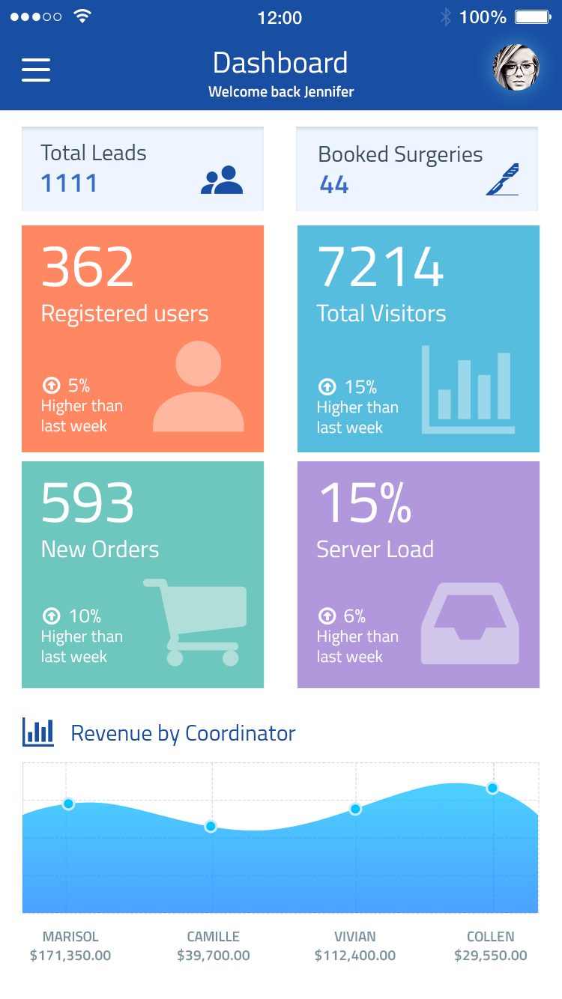 12:00
100%
Dashboard
Welcome back Jennifer
Total Leads
1111
Booked Surgeries
44
362
Registered users
5%
Higher than
last week
7214
Total Visitors
15%
Higher than
last week
593
New Orders
10%
Higher than
last week
15%
Server Load
6%
Higher than
last week
Revenue by Coordinator
MARISOL
$171,350.00
CAMILLE
$39,700.00
VIVIAN
$112,400.00
COLLEN
$29,550.00